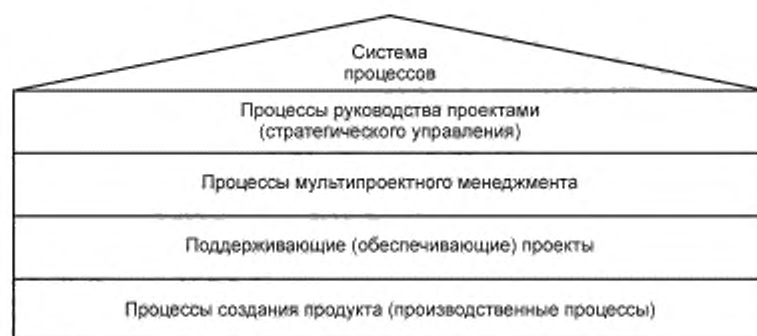 Система
процессов
Процессы руководства проектами
(стратегического управления)
Процессы мультипроектного менеджмента
Поддерживающие (обеспечивающие) проекты
Процессы создания продукта (производственные процессы)